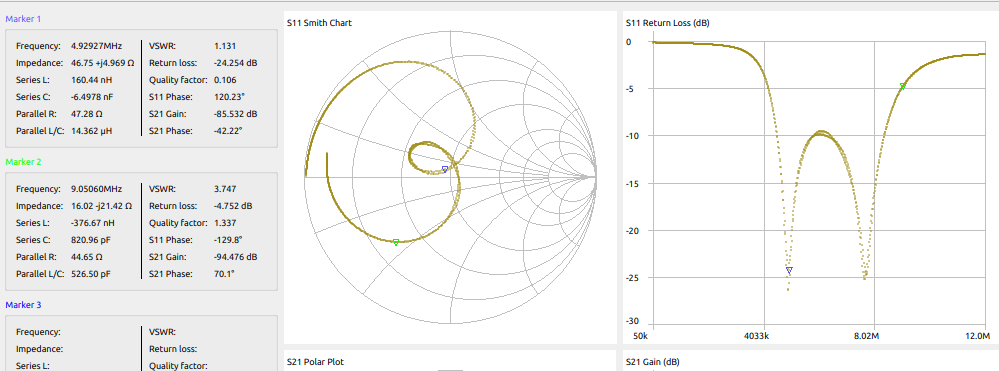 Marker 1
Frequency: 4.92927MHz VSWR: 1.131
Impedance: 46.75 +j4.969 Ω Return loss: -24.254 dB
Series L: 160.44 nH Quality factor: 0.106
Series C: -6.4978 nF S11 Phase: 120.23°
Parallel R: 47.28 Ω S21 Gain: -85.532 dB
Parallel L/C: 14.362 µH S21 Phase: -42.22°
Marker 2
Frequency: 9.05060MHz VSWR: 3.747
Impedance: 16.02 -j21.42 Ω Return loss: -4.752 dB
Series L: -376.67 nH Quality factor: 1.337
Series C: 820.96 pF S11 Phase: -129.8°
Parallel R: 44.65 Ω S21 Gain: -94.476 dB
Parallel L/C: 526.50 pF S21 Phase: 70.1°
Marker 3
Frequency: VSWR:
Impedance: Return loss:
Series L: Quality factor:
S11 Smith Chart
S21 Polar Plot
S11 Return Loss (dB)
0
-5
-10
-15
-20
-25
-30
50k 4033k 8.02M 12.0M
S21 Gain (dB)